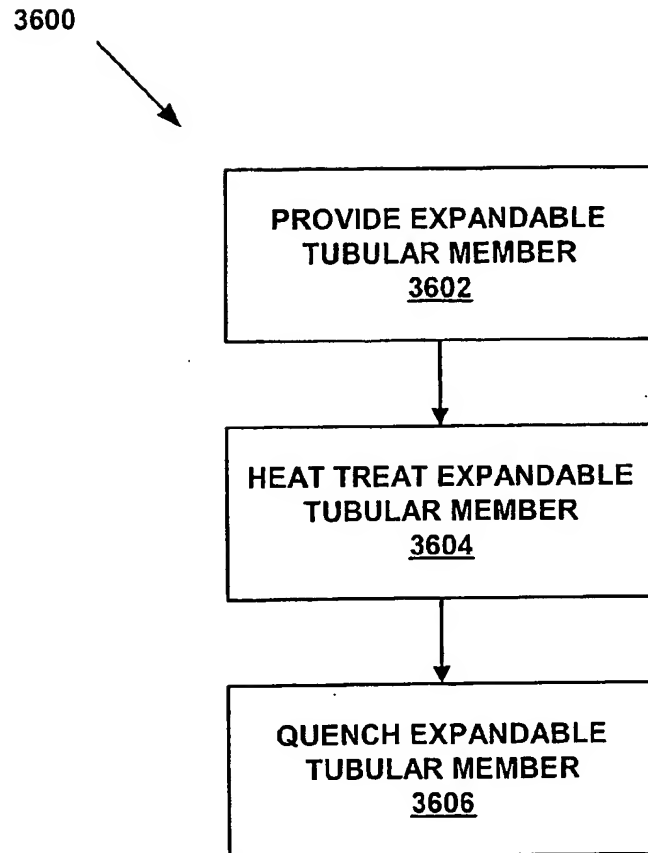 3600
PROVIDE EXPANDABLE
TUBULAR MEMBER
3602
HEAT TREAT EXPANDABLE
TUBULAR MEMBER
3604
QUENCH EXPANDABLE
TUBULAR MEMBER
3606